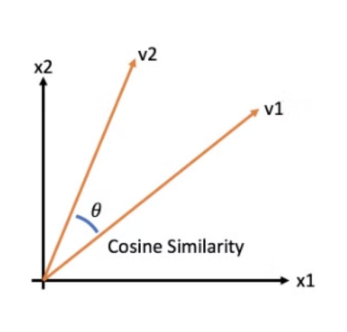 v2
x2
v1
θ
Cosine Similarity
x1